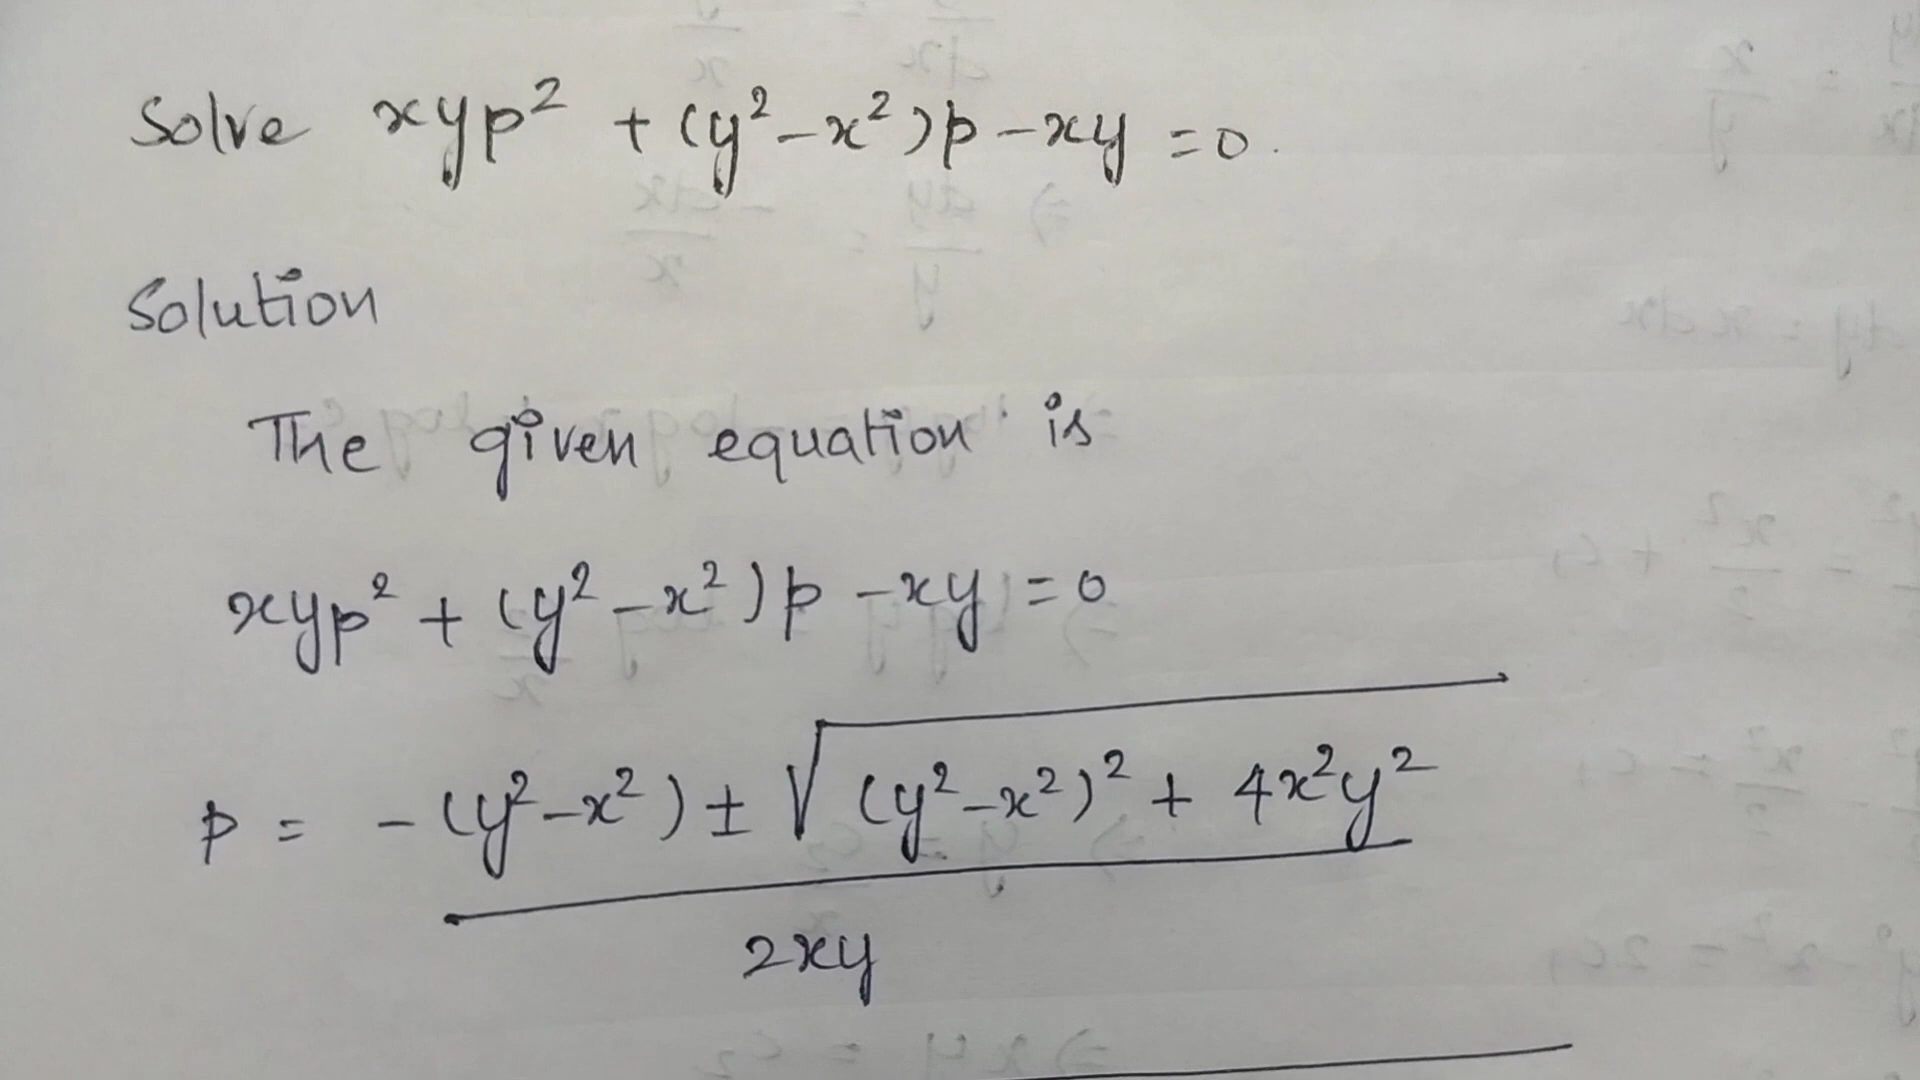 Solve xyp² + (y²-x²)p - xy = 0.
Solution
The given equation is
xyp² + (y²-x²)p - xy = 0
p = -(y²-x²) ± √(y²-x²)² + 4x²y²
2xy